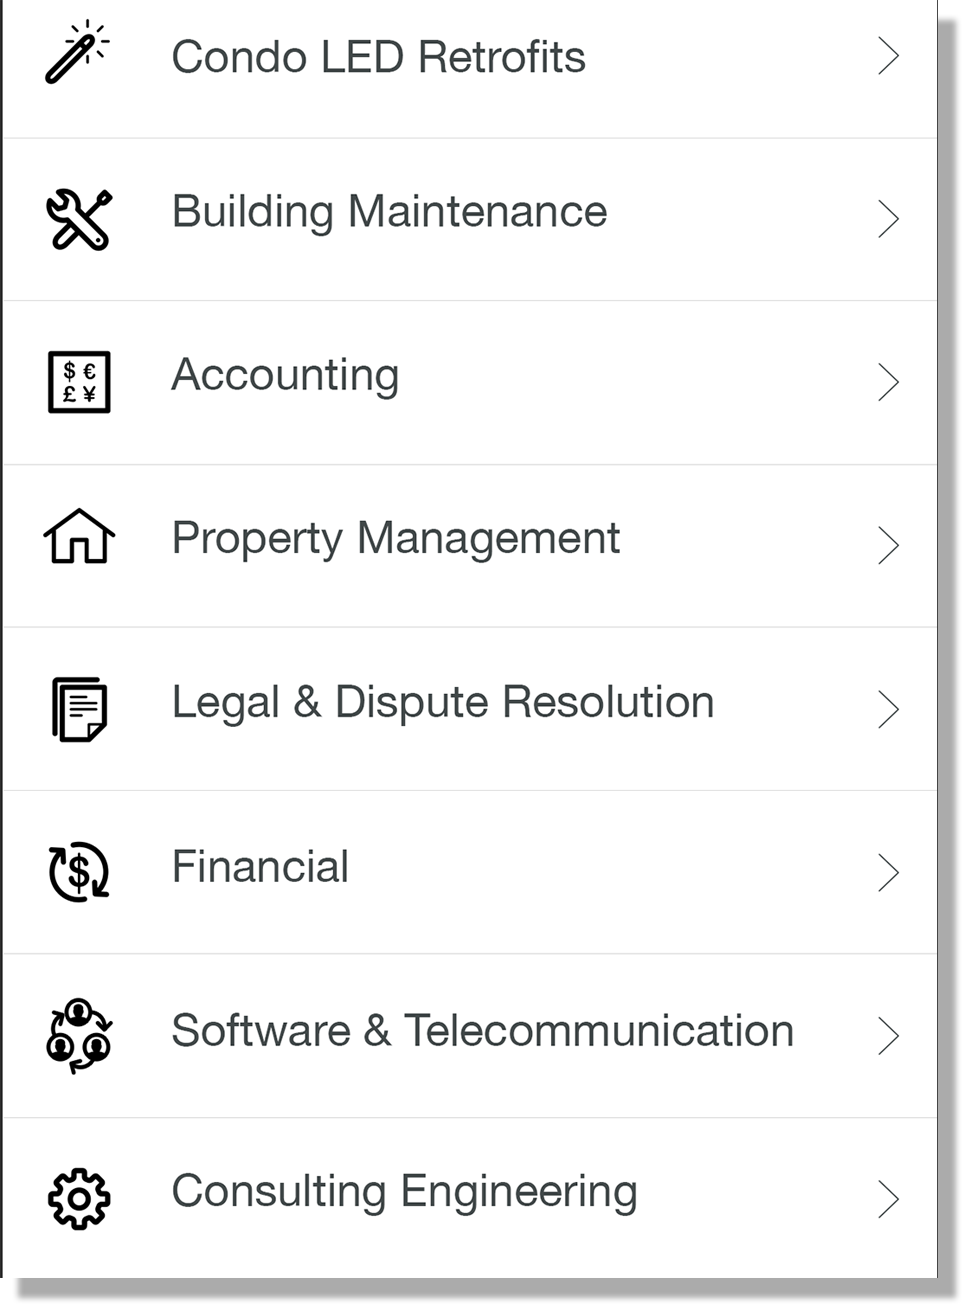 Condo LED Retrofits
Building Maintenance
$ €
£ ¥
Accounting
Property Management
Legal & Dispute Resolution
$
Financial
Software & Telecommunication
Consulting Engineering